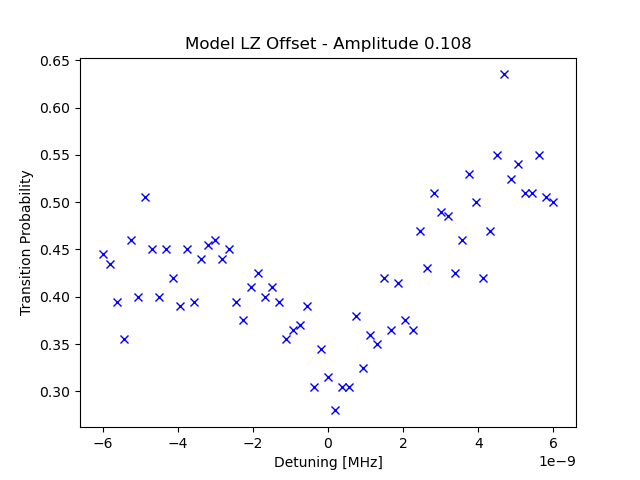 Model LZ Offset - Amplitude 0.108
0.65
0.60
0.55
0.50
0.45
0.40
0.35
0.30
Transition Probability
−6 −4 −2 0 2 4 6
1e−9
Detuning [MHz]